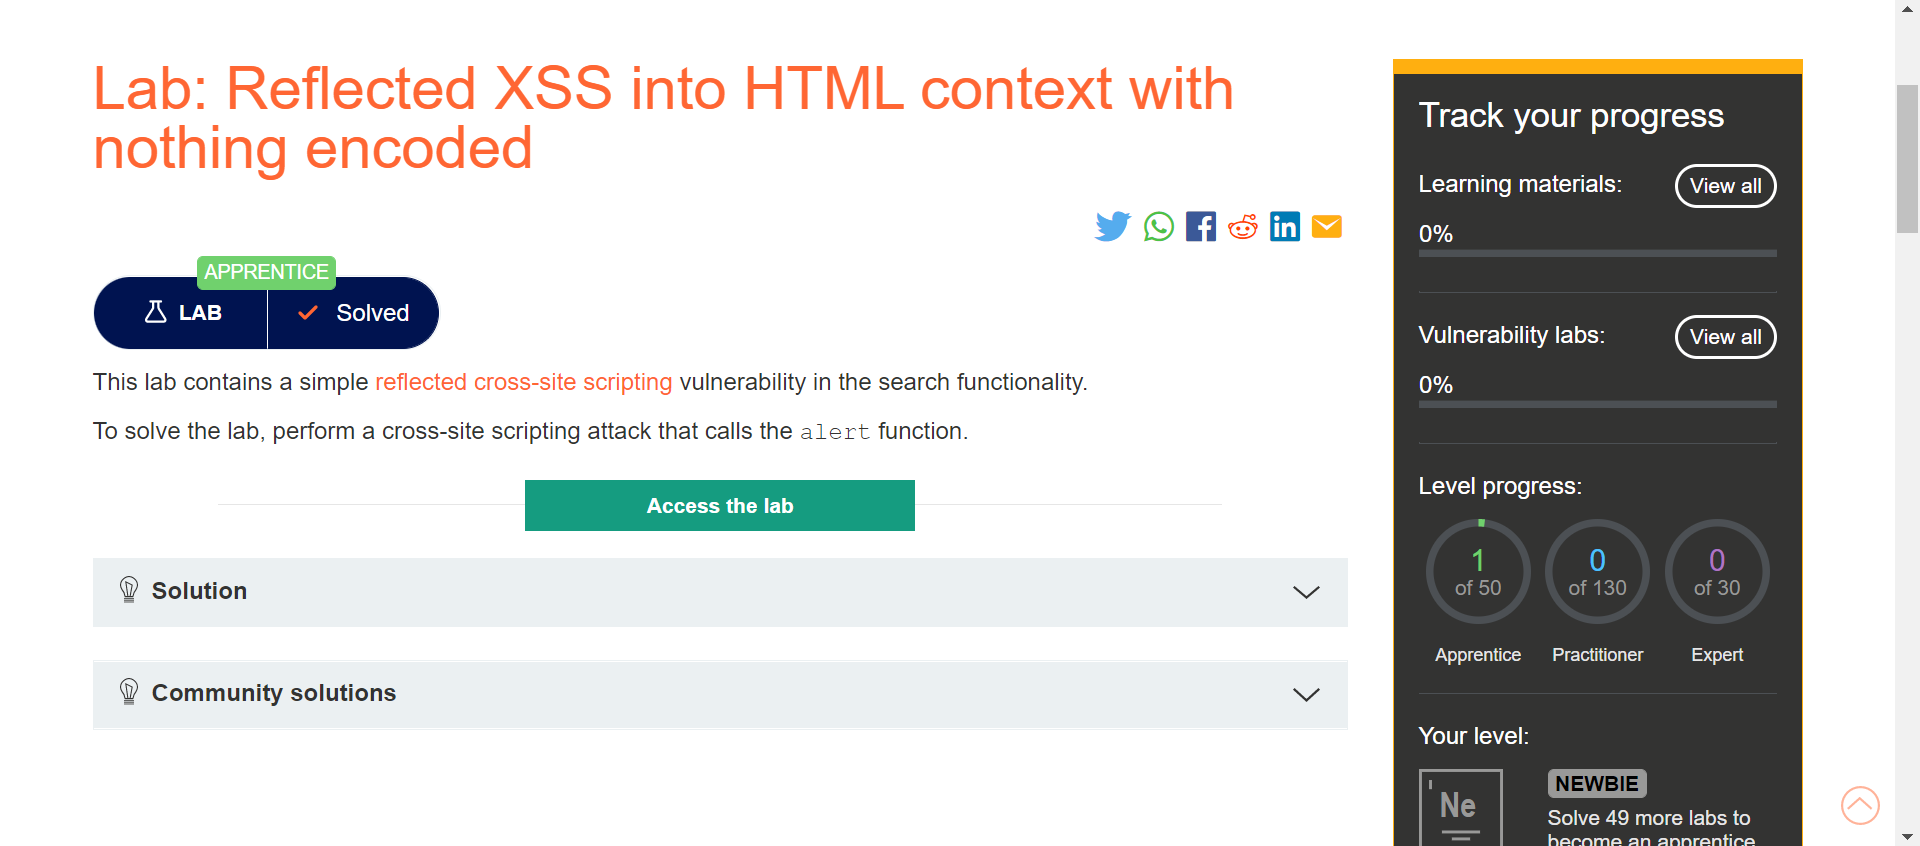 Lab: Reflected XSS into HTML context with
nothing encoded
APPRENTICE
LAB
Solved
This lab contains a simple reflected cross-site scripting vulnerability in the search functionality.
To solve the lab, perform a cross-site scripting attack that calls the alert function.
Access the lab
Solution
Community solutions
Track your progress
Learning materials:
View all
0%
Vulnerability labs:
View all
0%
Level progress:
1
of 50
0
of 130
0
of 30
Apprentice
Practitioner
Expert
Your level:
Ne
NEWBIE
Solve 49 more labs to
become an apprentice